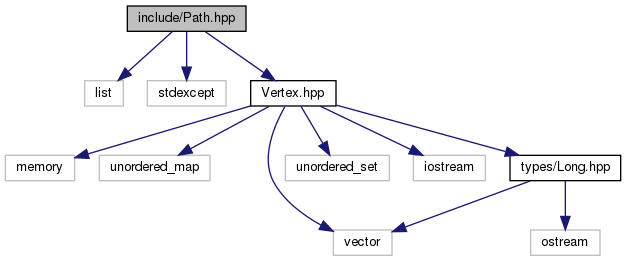 include/Path.hpp
list
stdexcept
Vertex.hpp
memory
unordered_map
unordered_set
iostream
types/Long.hpp
vector
ostream